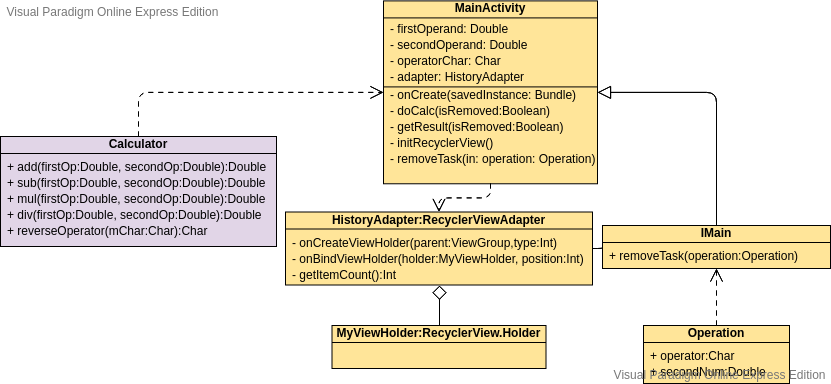 Visual Paradigm Online Express Edition
MainActivity
- firstOperand: Double
- secondOperand: Double
- operatorChar: Char
- adapter: HistoryAdapter
- onCreate(savedInstance: Bundle)
- doCalc(isRemoved:Boolean)
- getResult(isRemoved:Boolean)
- initRecyclerView()
- removeTask(in: operation: Operation)
Calculator
+ add(firstOp:Double, secondOp:Double):Double
+ sub(firstOp:Double, secondOp:Double):Double
+ mul(firstOp:Double, secondOp:Double):Double
+ div(firstOp:Double, secondOp:Double):Double
+ reverseOperator(mChar:Char):Char
HistoryAdapter:RecyclerViewAdapter
- onCreateViewHolder(parent:ViewGroup,type:Int)
- onBindViewHolder(holder:MyViewHolder, position:Int)
- getItemCount():Int
IMain
+ removeTask(operation:Operation)
MyViewHolder:RecyclerView.Holder
Operation
+ operator:Char
+ secondNum:Double
Visual Paradigm Online Express Edition